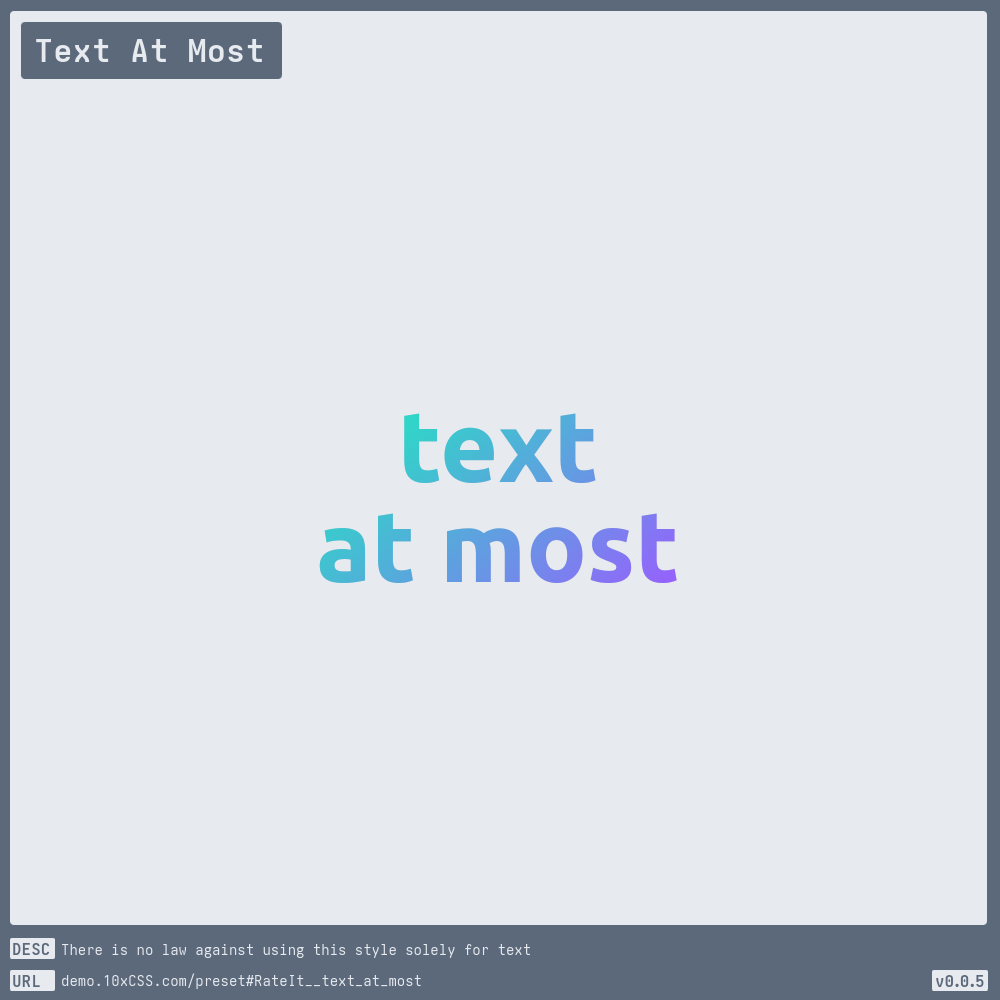 Text At Most
text
at most
DESC There is no law against using this style solely for text
URL demo.10xCSS.com/preset#RateIt__text_at_most
v0.0.5